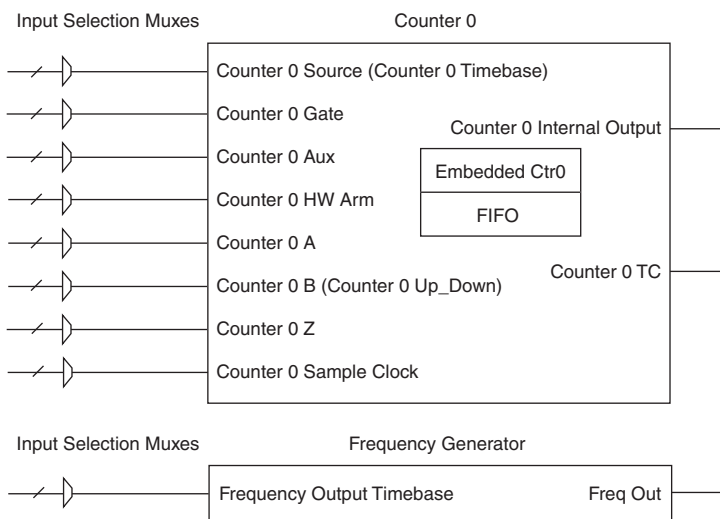 Input Selection Muxes
Counter 0
Counter 0 Source (Counter 0 Timebase)
Counter 0 Gate
Counter 0 Internal Output
Counter 0 Aux
Embedded Ctr0
Counter 0 HW Arm
FIFO
Counter 0 A
Counter 0 TC
Counter 0 B (Counter 0 Up_Down)
Counter 0 Z
Counter 0 Sample Clock
Input Selection Muxes
Frequency Generator
Frequency Output Timebase
Freq Out